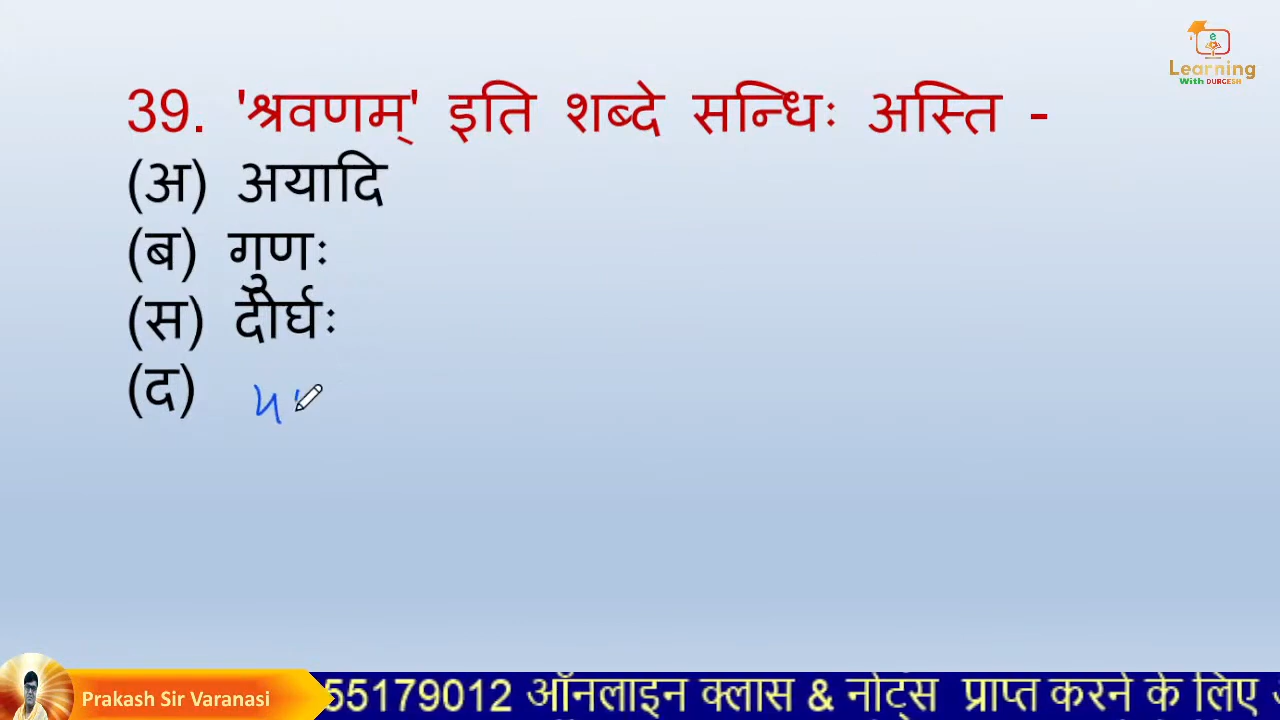 e
Learning
With DURGESH
39. 'श्रवणम्' इति शब्दे सन्धिः अस्ति -
(अ) अयादि
(ब) गुणः
(स) दीर्घः
(द)
Prakash Sir Varanasi
55179012 ऑनलाइन क्लास & नोट्स प्राप्त करने के लिए